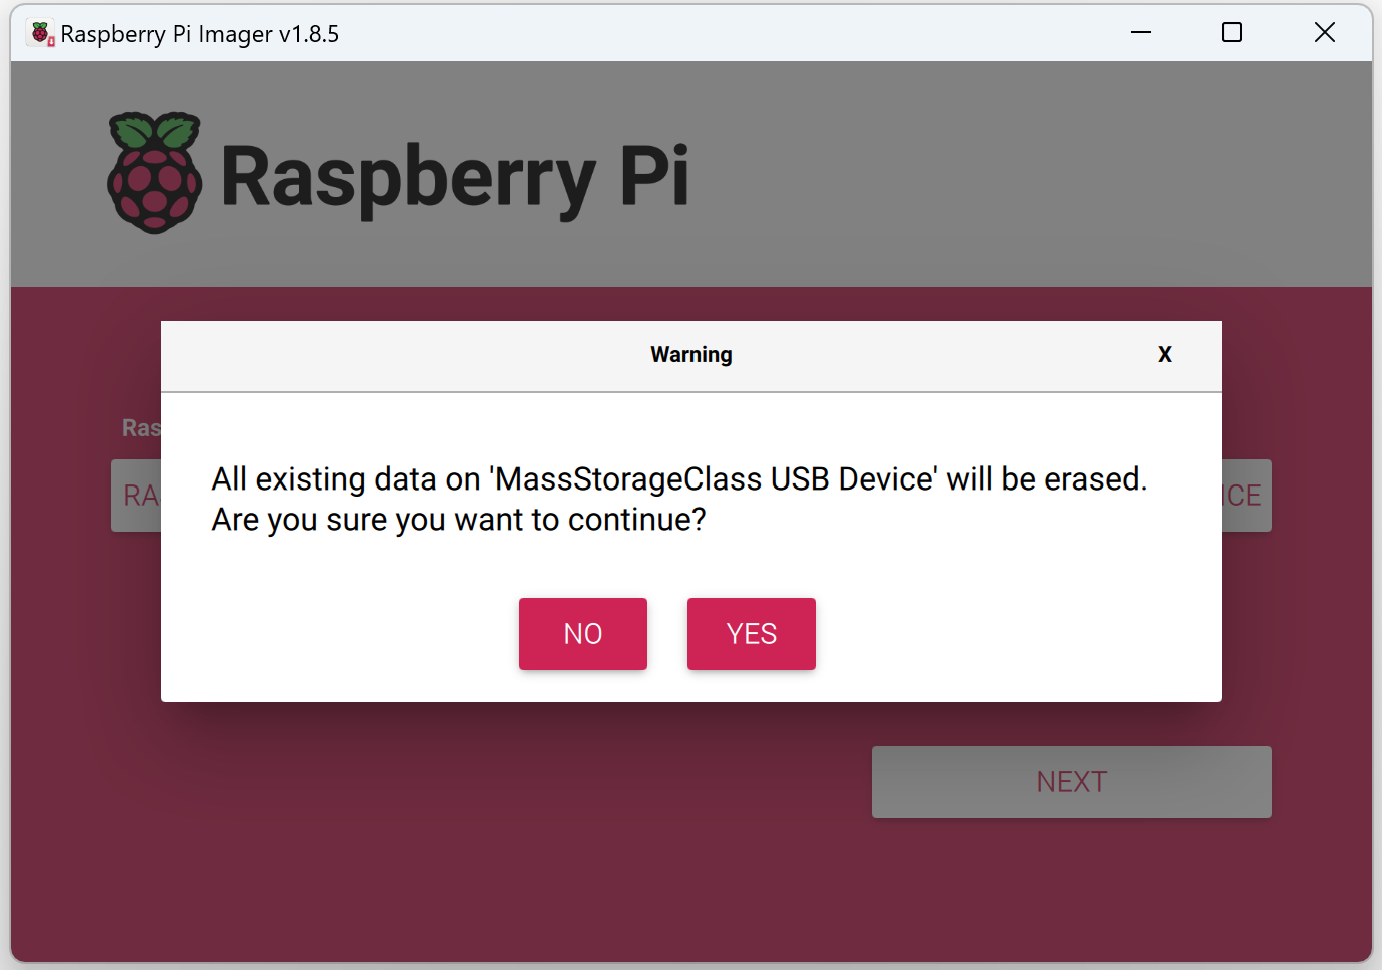 Raspberry Pi Imager v1.8.5
Raspberry Pi
Warning
X
Ras
RA
ICE
All existing data on 'MassStorageClass USB Device' will be erased.
Are you sure you want to continue?
NO
YES
NEXT